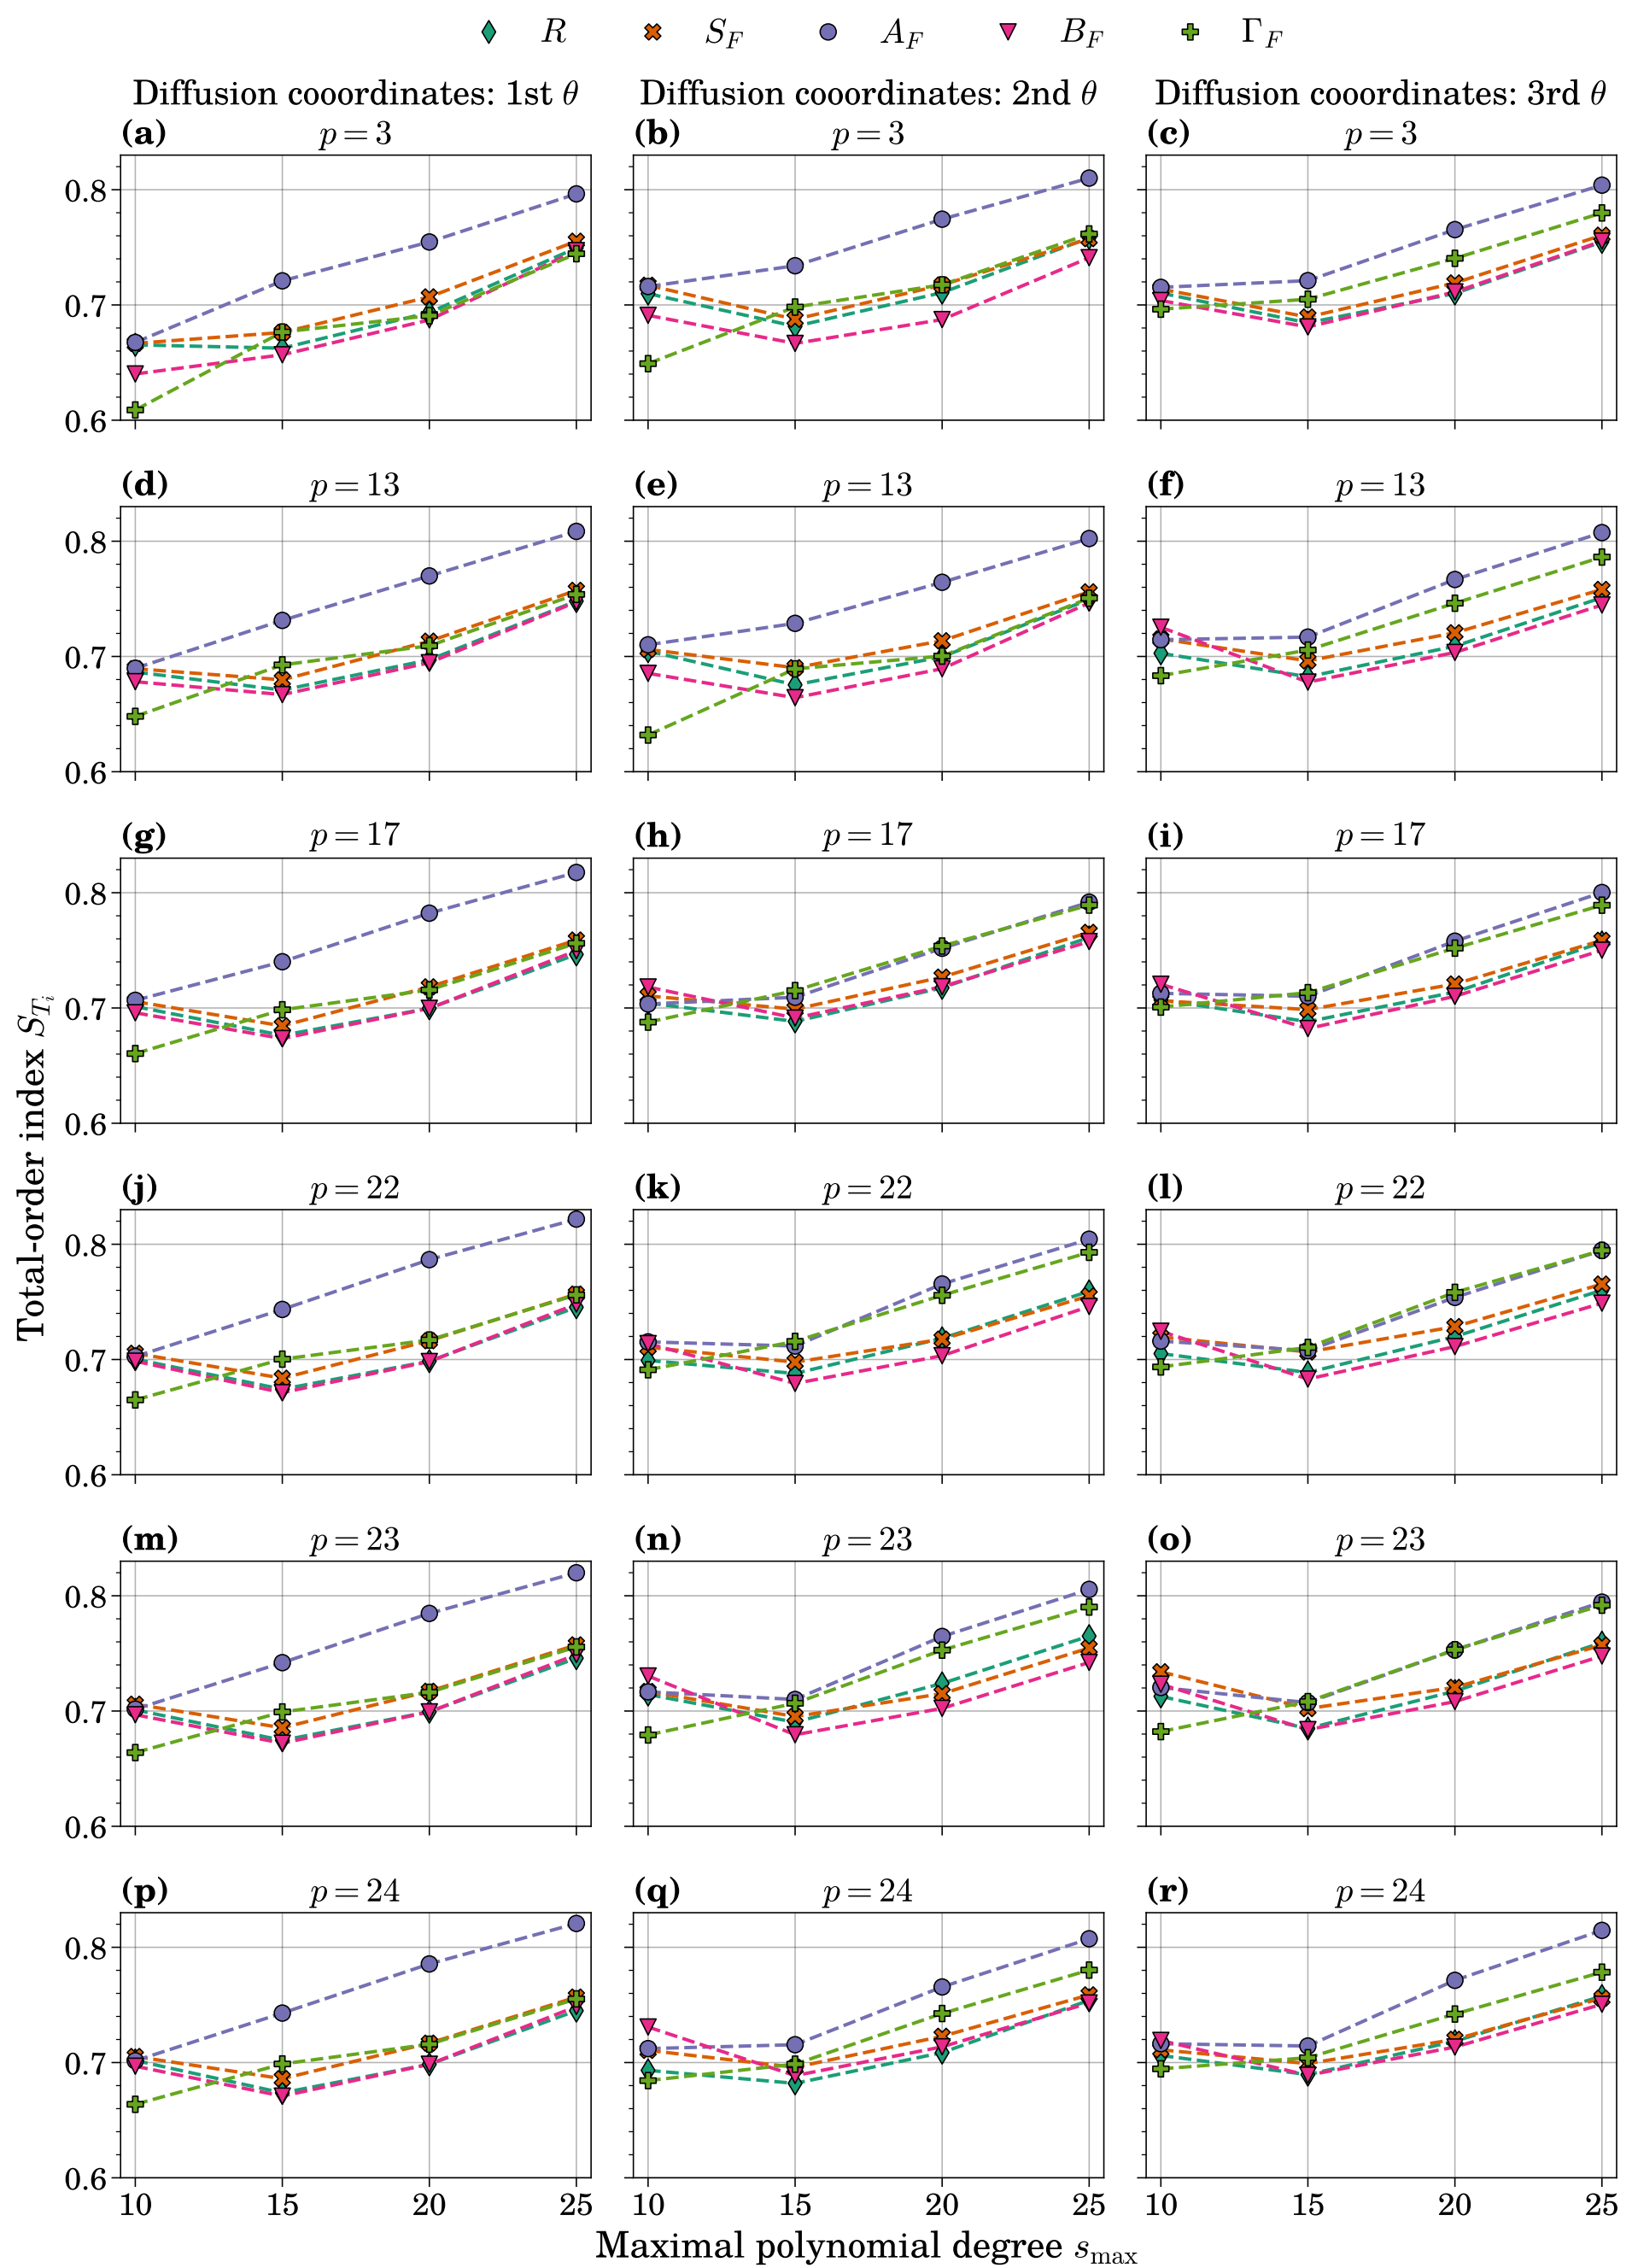 R S_F A_F B_F Γ_F
Diffusion cooordinates: 1st θ Diffusion cooordinates: 2nd θ Diffusion cooordinates: 3rd θ
(a) p = 3 (b) p = 3 (c) p = 3
0.8
0.7
0.6
(d) p = 13 (e) p = 13 (f) p = 13
0.8
0.7
0.6
(g) p = 17 (h) p = 17 (i) p = 17
0.8
0.7
0.6
Total-order index S_{T_i}
(j) p = 22 (k) p = 22 (l) p = 22
0.8
0.7
0.6
(m) p = 23 (n) p = 23 (o) p = 23
0.8
0.7
0.6
(p) p = 24 (q) p = 24 (r) p = 24
0.8
0.7
0.6
10 15 20 25 10 15 20 25 10 15 20 25
Maximal polynomial degree s_max